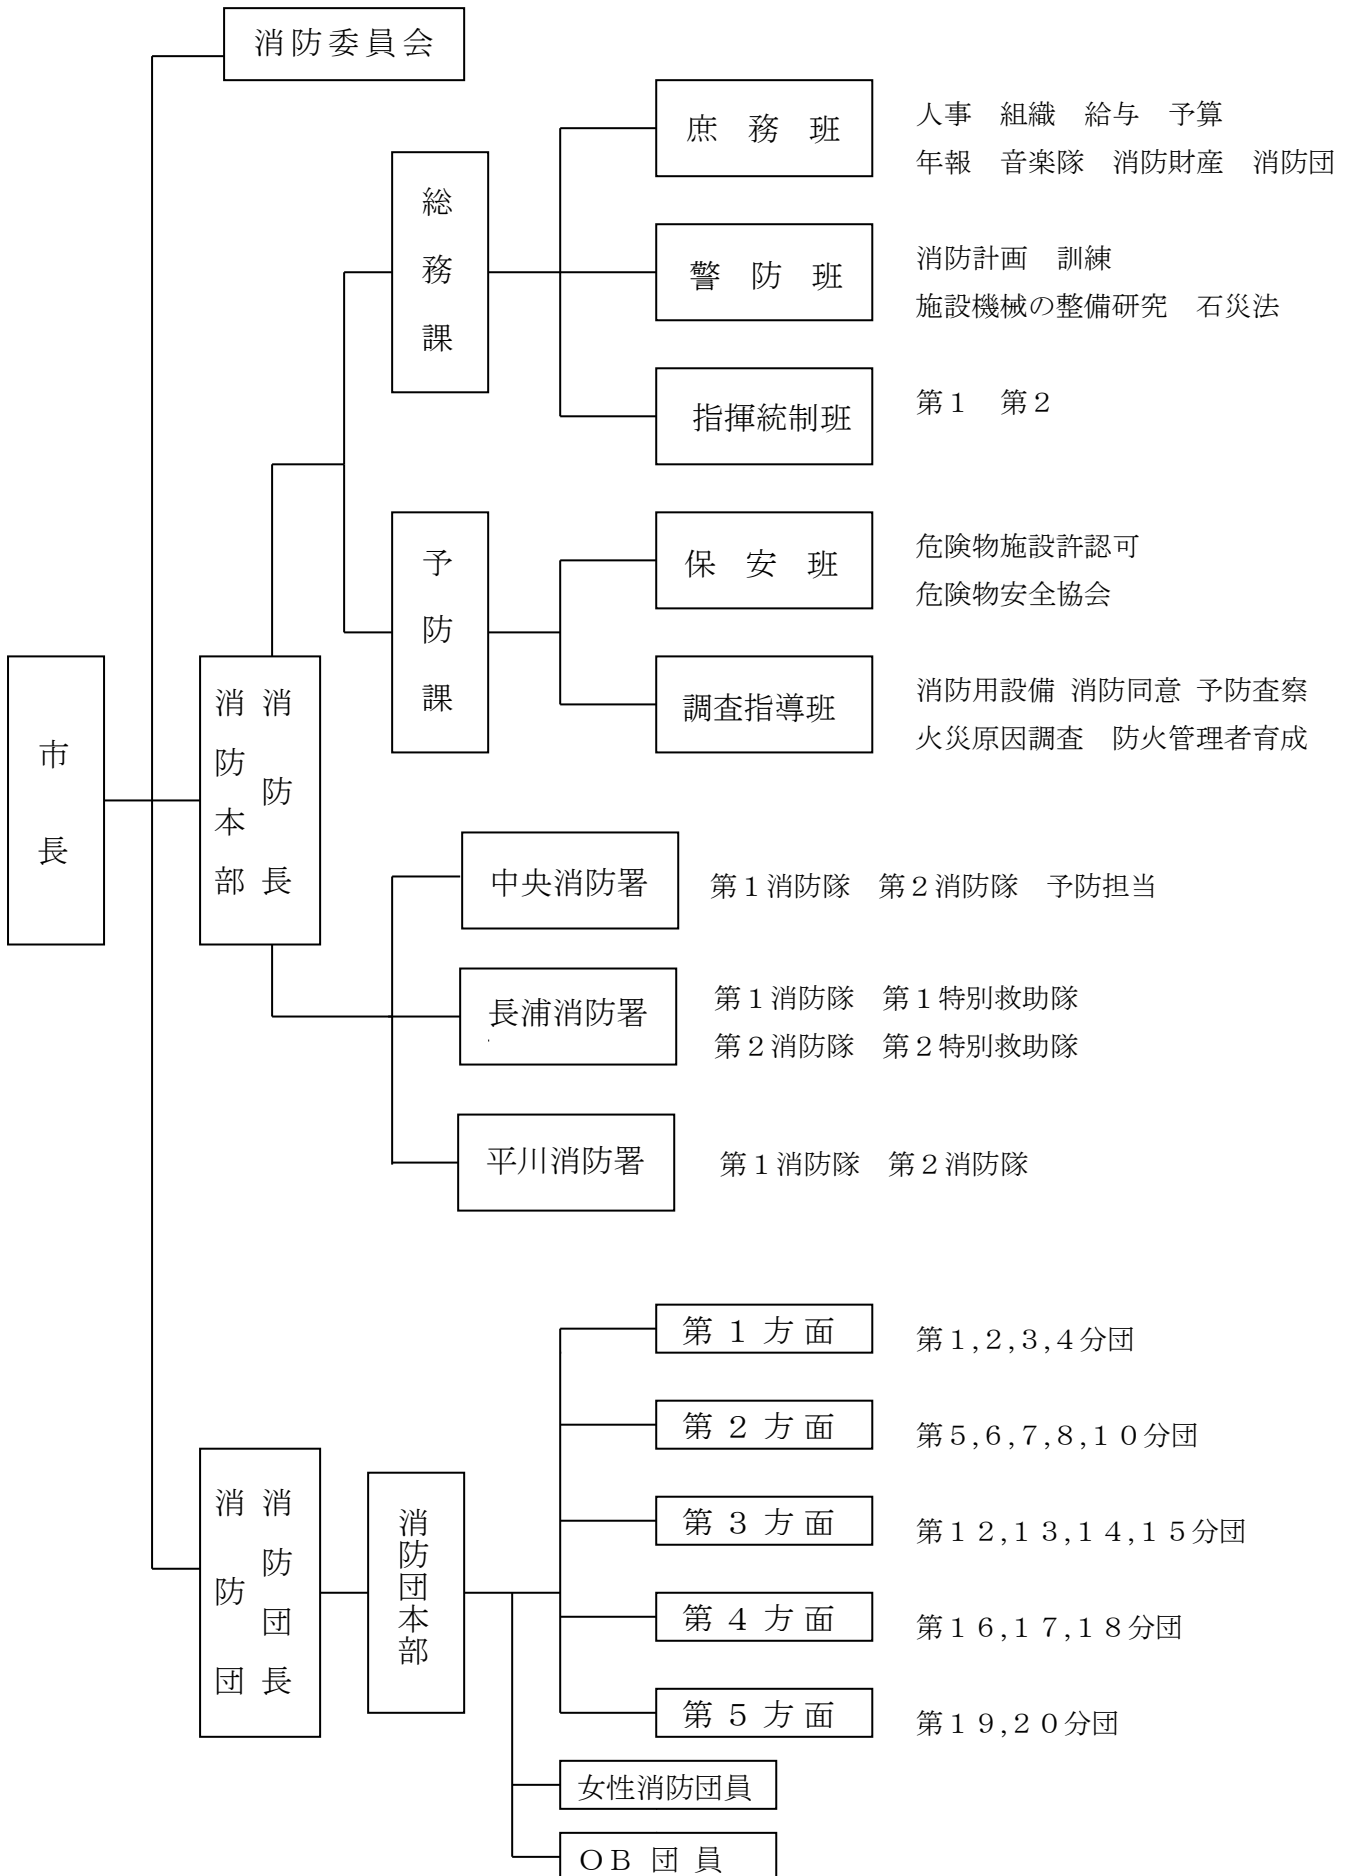 消防委員会
庶務班
人事　組織　給与　予算
年報　音楽隊　消防財産　消防団
総務課
警防班
消防計画　訓練
施設機械の整備研究　石災法
指揮統制班
第１　第２
予防課
保安班
危険物施設許認可
危険物安全協会
調査指導班
消防用設備 消防同意 予防査察
火災原因調査　防火管理者育成
市長
消防長
消防本部
中央消防署
第１消防隊　第２消防隊　予防担当
長浦消防署
第１消防隊　第１特別救助隊
第２消防隊　第２特別救助隊
平川消防署
第１消防隊　第２消防隊
消防団長
消防団
消防団本部
第１方面
第１,２,３,４分団
第２方面
第５,６,７,８,１０分団
第３方面
第１２,１３,１４,１５分団
第４方面
第１６,１７,１８分団
第５方面
第１９,２０分団
女性消防団員
ＯＢ団員